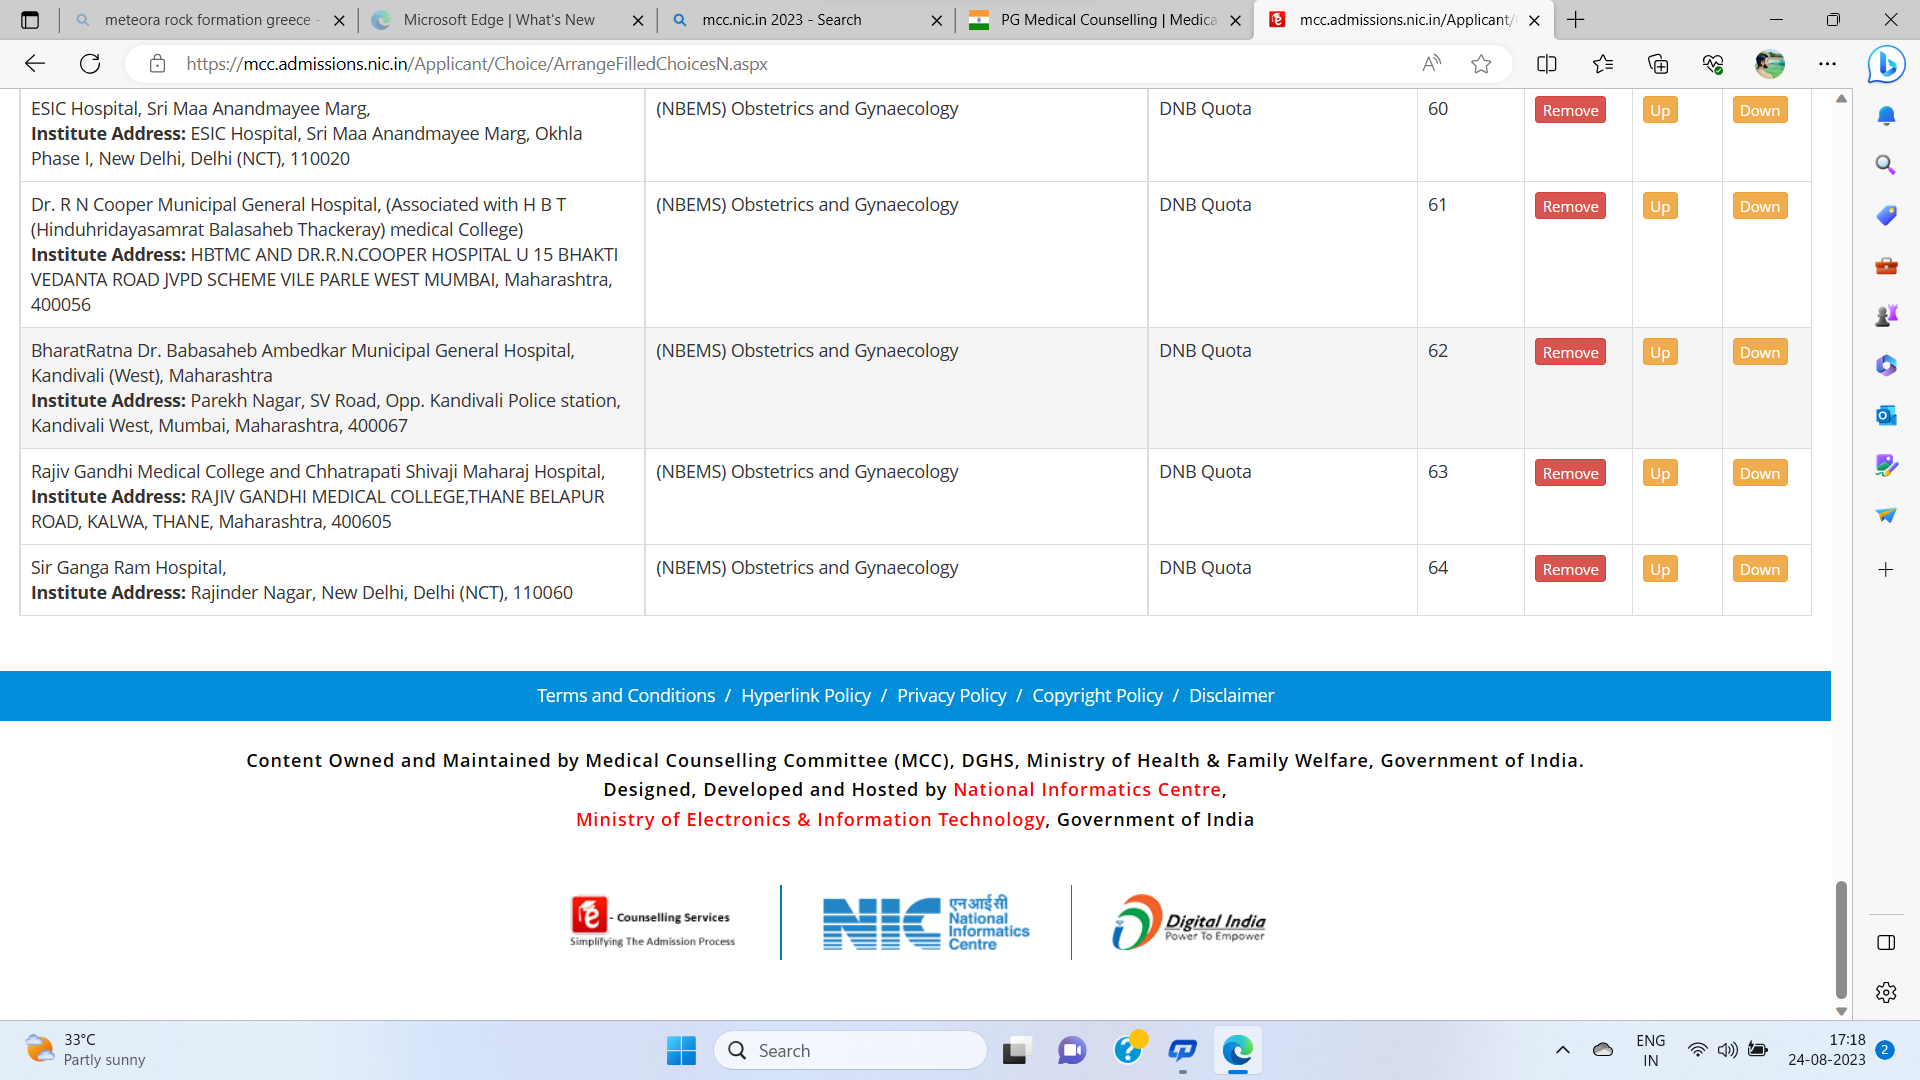 meteora rock formation greece -
Microsoft Edge | What's New
mcc.nic.in 2023 - Search
PG Medical Counselling | Medica
mcc.admissions.nic.in/Applicant/
https://mcc.admissions.nic.in/Applicant/Choice/ArrangeFilledChoicesN.aspx
ESIC Hospital, Sri Maa Anandmayee Marg,
Institute Address: ESIC Hospital, Sri Maa Anandmayee Marg, Okhla
Phase I, New Delhi, Delhi (NCT), 110020
(NBEMS) Obstetrics and Gynaecology
DNB Quota
60
Remove
Up
Down
Dr. R N Cooper Municipal General Hospital, (Associated with H B T
(Hinduhridayasamrat Balasaheb Thackeray) medical College)
Institute Address: HBTMC AND DR.R.N.COOPER HOSPITAL U 15 BHAKTI
VEDANTA ROAD JVPD SCHEME VILE PARLE WEST MUMBAI, Maharashtra,
400056
(NBEMS) Obstetrics and Gynaecology
DNB Quota
61
Remove
Up
Down
BharatRatna Dr. Babasaheb Ambedkar Municipal General Hospital,
Kandivali (West), Maharashtra
Institute Address: Parekh Nagar, SV Road, Opp. Kandivali Police station,
Kandivali West, Mumbai, Maharashtra, 400067
(NBEMS) Obstetrics and Gynaecology
DNB Quota
62
Remove
Up
Down
Rajiv Gandhi Medical College and Chhatrapati Shivaji Maharaj Hospital,
Institute Address: RAJIV GANDHI MEDICAL COLLEGE,THANE BELAPUR
ROAD, KALWA, THANE, Maharashtra, 400605
(NBEMS) Obstetrics and Gynaecology
DNB Quota
63
Remove
Up
Down
Sir Ganga Ram Hospital,
Institute Address: Rajinder Nagar, New Delhi, Delhi (NCT), 110060
(NBEMS) Obstetrics and Gynaecology
DNB Quota
64
Remove
Up
Down
Terms and Conditions / Hyperlink Policy / Privacy Policy / Copyright Policy / Disclaimer
Content Owned and Maintained by Medical Counselling Committee (MCC), DGHS, Ministry of Health & Family Welfare, Government of India.
Designed, Developed and Hosted by National Informatics Centre,
Ministry of Electronics & Information Technology, Government of India
e - Counselling Services
Simplifying The Admission Process
NIC
एन आई सी
National
Informatics
Centre
Digital India
Power To Empower
33°C
Partly sunny
Search
ENG
IN
17:18
24-08-2023
2